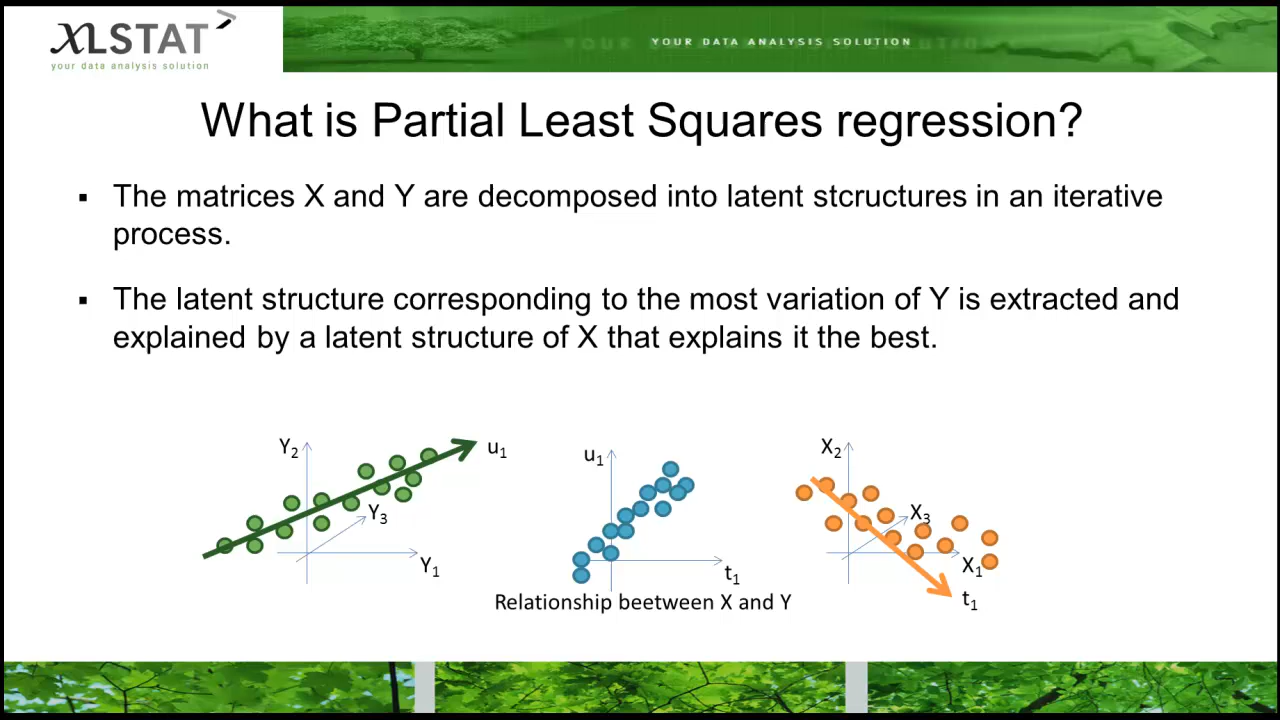 XLSTAT
your data analysis solution
YOUR DATA ANALYSIS SOLUTION
What is Partial Least Squares regression?
▪ The matrices X and Y are decomposed into latent stcructures in an iterative
process.
▪ The latent structure corresponding to the most variation of Y is extracted and
explained by a latent structure of X that explains it the best.
Y2
u1
Y3
Y1
u1
t1
Relationship beetween X and Y
X2
X3
X1
t1